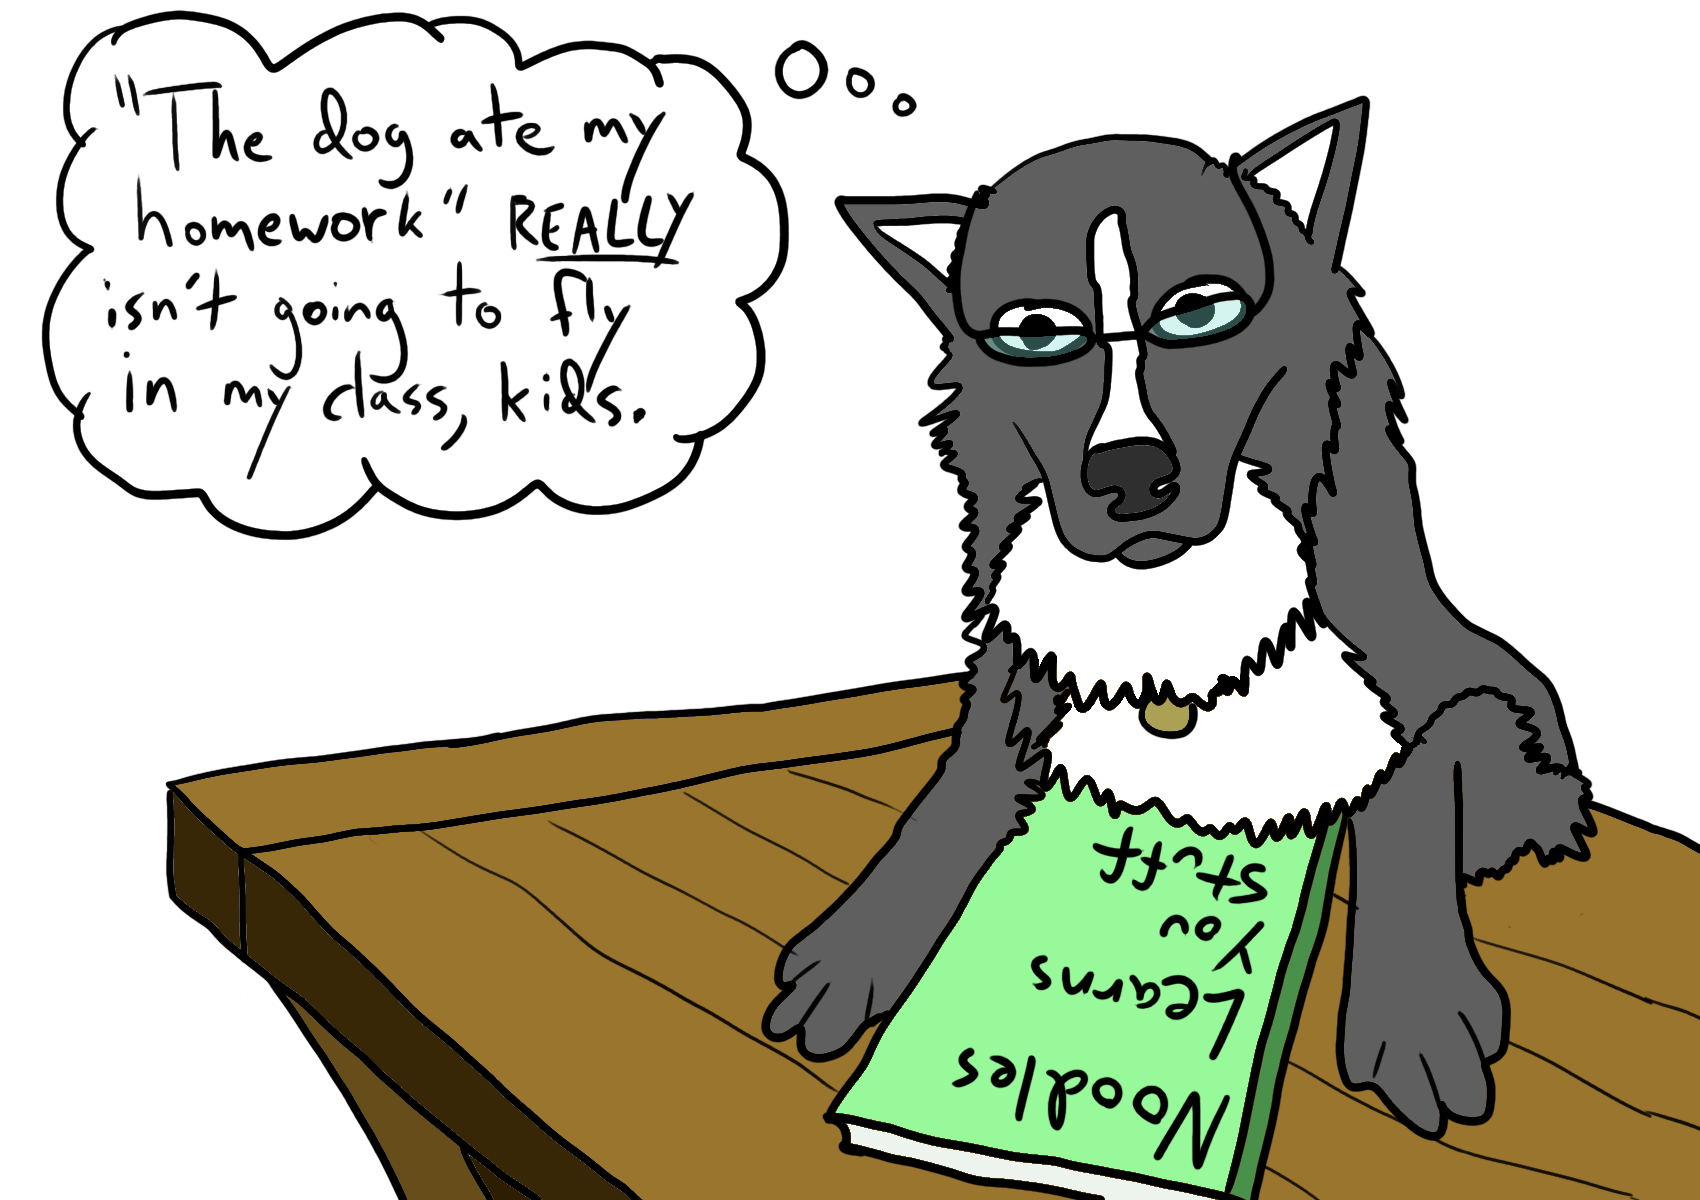 "The dog ate my
homework" REALLY
isn't going to fly
in my class, kids.
Noodles
Learns
You
Stuff